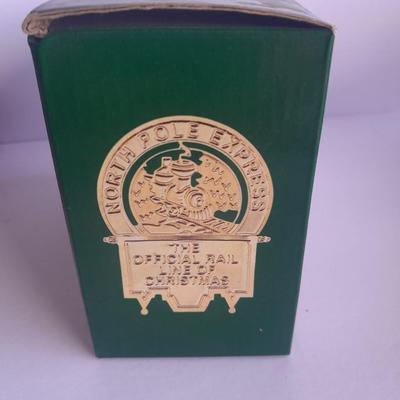 NORTH POLE EXPRESS
THE
OFFICIAL RAIL
LINE OF
CHRISTMAS